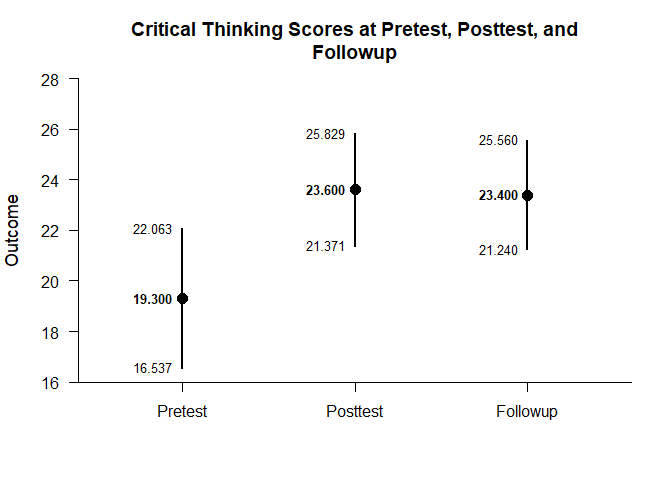 Critical Thinking Scores at Pretest, Posttest, and
Followup
Outcome
28
26
24
22
20
18
16
22.063
19.300
16.537
25.829
23.600
21.371
25.560
23.400
21.240
Pretest
Posttest
Followup